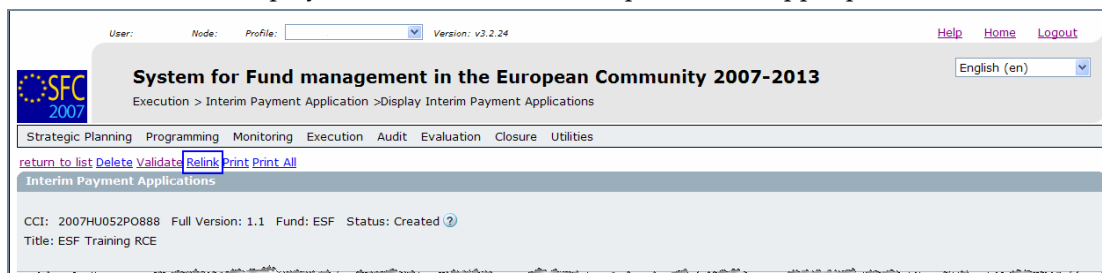 User: Node: Profile: Version: v3.2.24 Help Home Logout
SFC 2007
System for Fund management in the European Community 2007-2013
English (en)
Execution > Interim Payment Application >Display Interim Payment Applications
Strategic Planning Programming Monitoring Execution Audit Evaluation Closure Utilities
return to list Delete Validate Relink Print Print All
Interim Payment Applications
CCI: 2007HU052PO888 Full Version: 1.1 Fund: ESF Status: Created ?
Title: ESF Training RCE